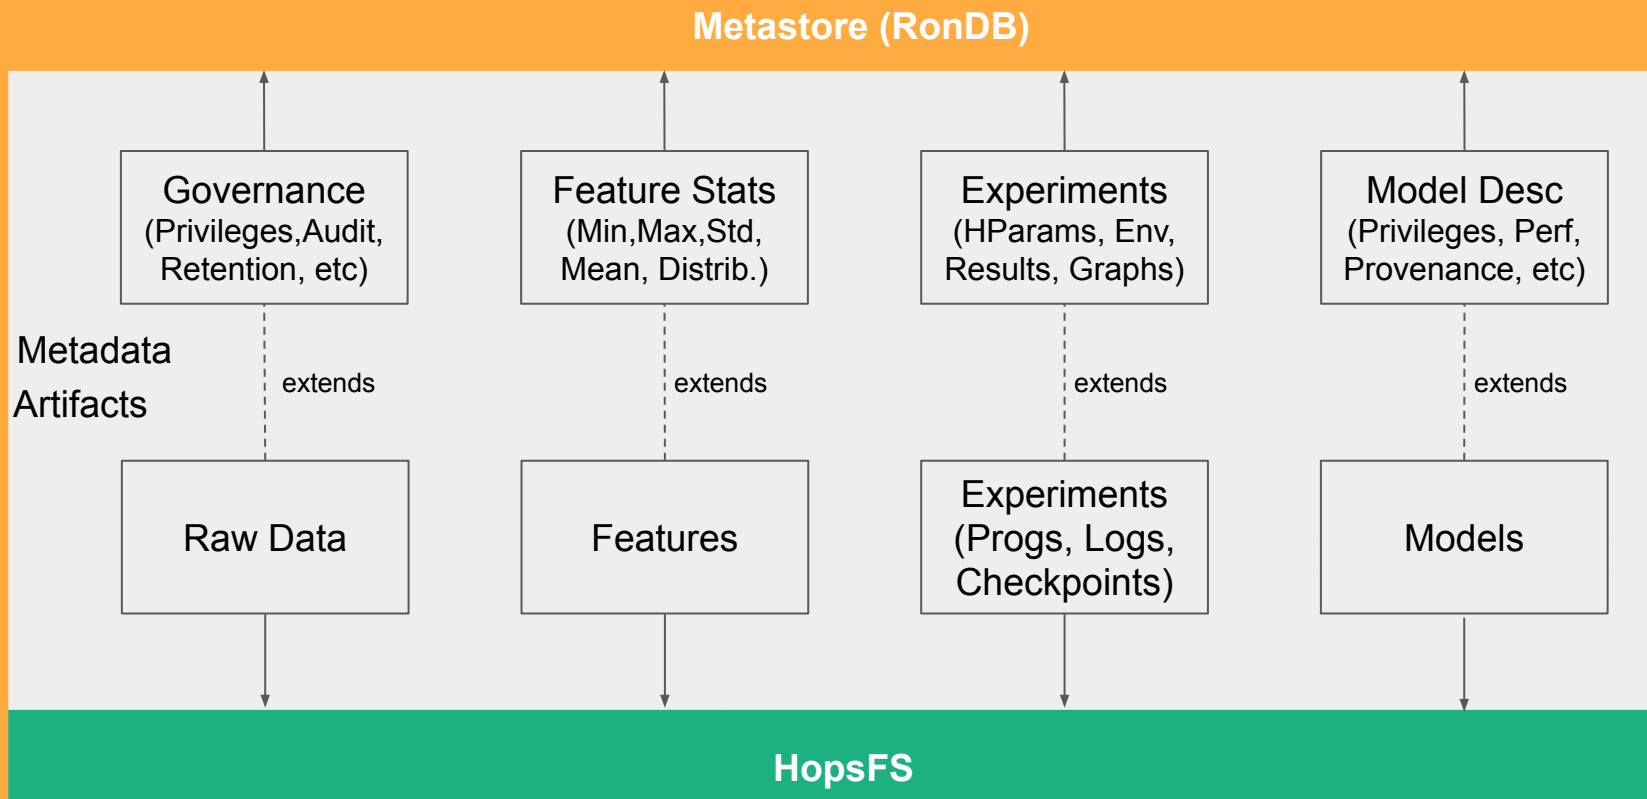 Metastore (RonDB)
Governance
(Privileges,Audit,
Retention, etc)
Feature Stats
(Min,Max,Std,
Mean, Distrib.)
Experiments
(HParams, Env,
Results, Graphs)
Model Desc
(Privileges, Perf,
Provenance, etc)
Metadata
Artifacts
extends
extends
extends
extends
Raw Data
Features
Experiments
(Progs, Logs,
Checkpoints)
Models
HopsFS